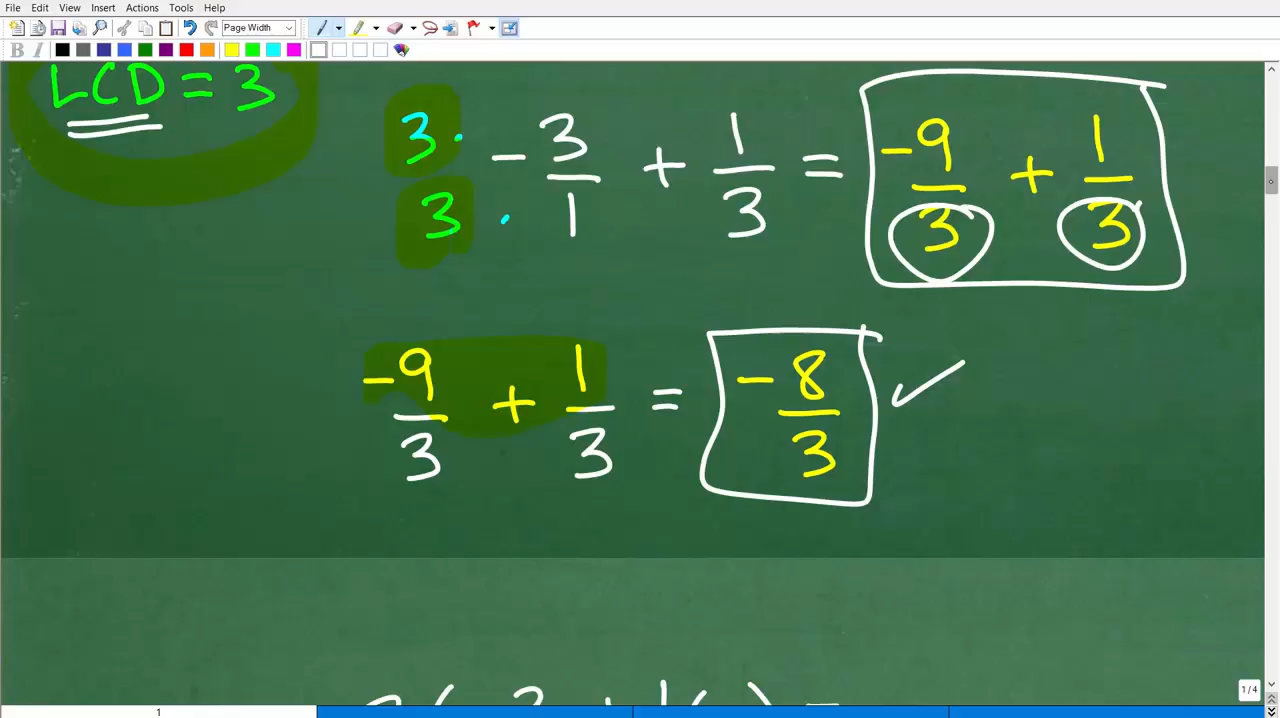 File Edit View Insert Actions Tools Help
Page Width
B I
LCD = 3
3 · - 3/1 + 1/3 = -9/3 + 1/3
3 ·
-9/3 + 1/3 = -8/3 ✓
1/4
1